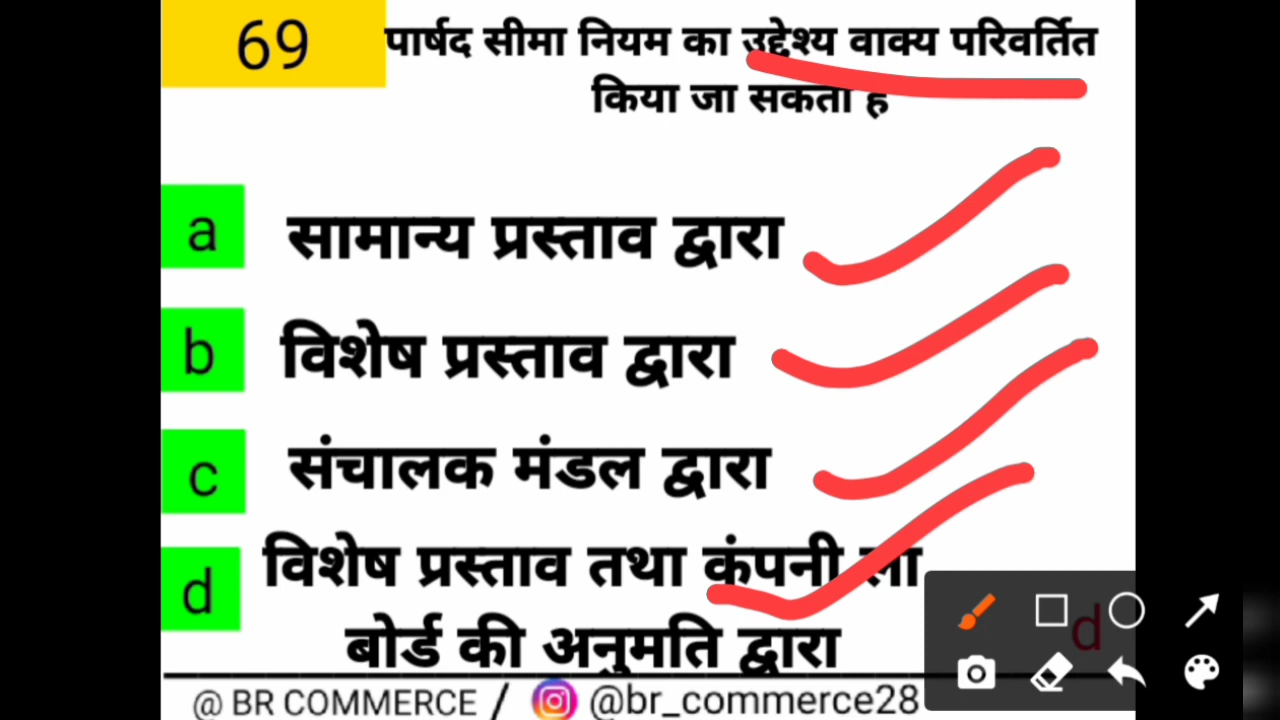 69
पार्षद सीमा नियम का उद्देश्य वाक्य परिवर्तित
किया जा सकता है
a
सामान्य प्रस्ताव द्वारा
b
विशेष प्रस्ताव द्वारा
c
संचालक मंडल द्वारा
d
विशेष प्रस्ताव तथा कंपनी ला
बोर्ड की अनुमति द्वारा
d
@ BR COMMERCE / @br_commerce28